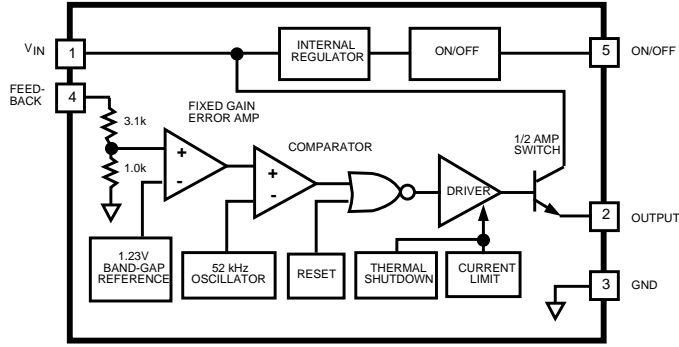 VIN
1
INTERNAL
REGULATOR
ON/OFF
5
ON/OFF
FEED-
BACK
4
3.1k
1.0k
FIXED GAIN
ERROR AMP
+
-
COMPARATOR
+
-
1/2 AMP
SWITCH
DRIVER
2
OUTPUT
1.23V
BAND-GAP
REFERENCE
52 kHz
OSCILLATOR
RESET
THERMAL
SHUTDOWN
CURRENT
LIMIT
3
GND